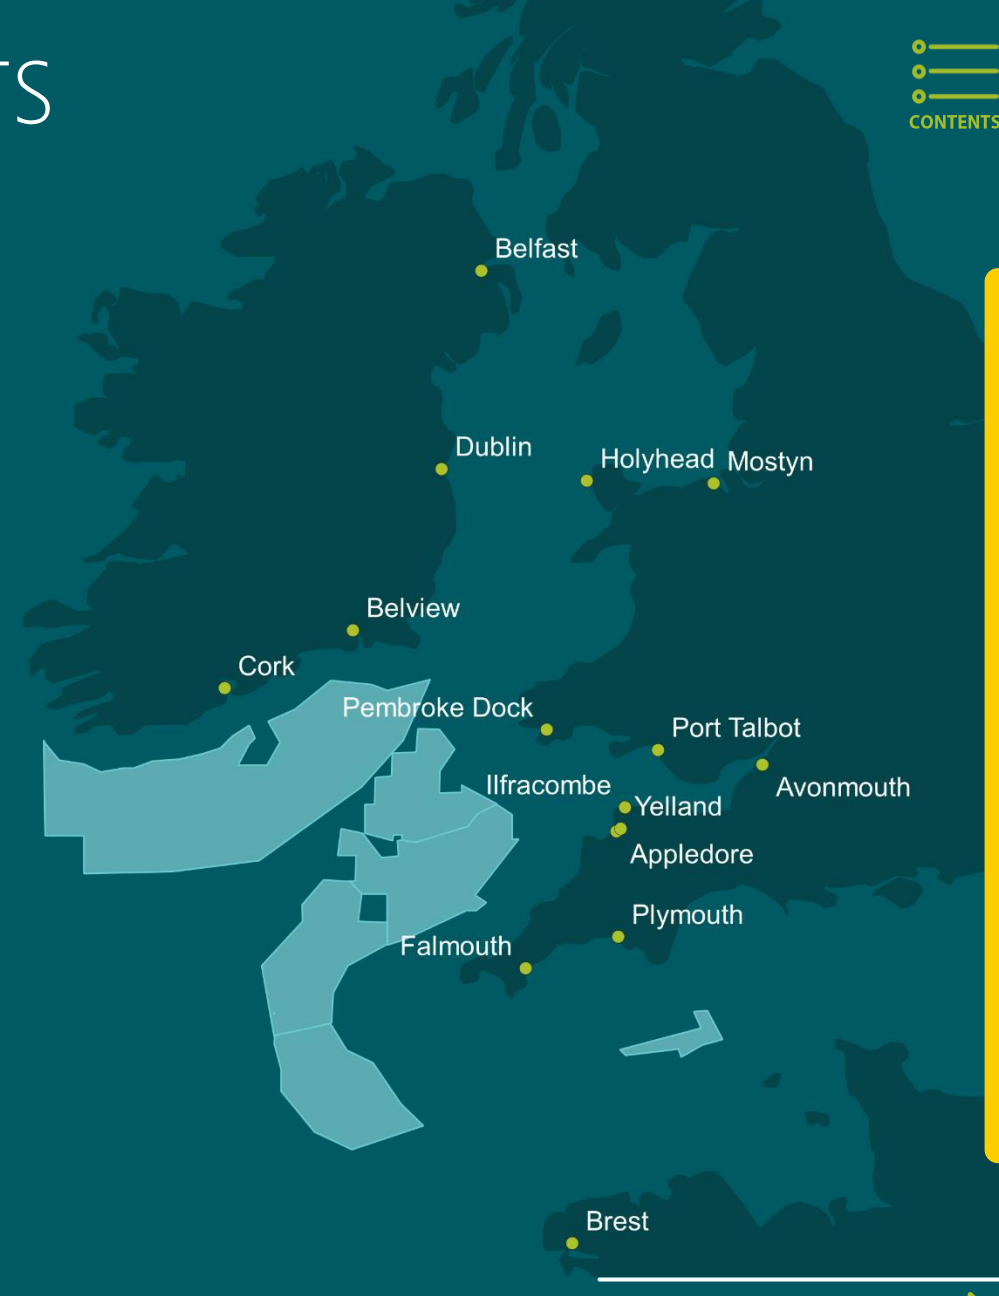 TS
CONTENTS
Belfast
Dublin
Holyhead
Mostyn
Belview
Cork
Pembroke Dock
Port Talbot
Ilfracombe
Avonmouth
Yelland
Appledore
Plymouth
Falmouth
Brest